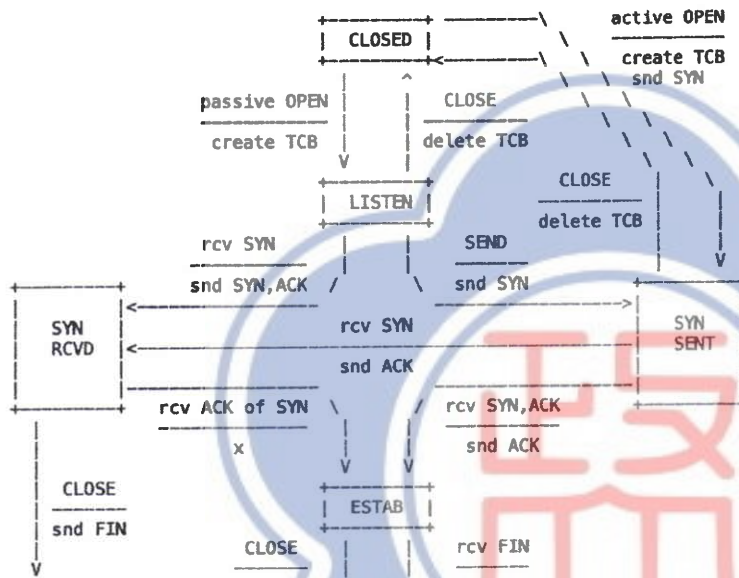 active OPEN
CLOSED
create TCB
snd SYN
passive OPEN
CLOSE
create TCB
delete TCB
LISTEN
CLOSE
delete TCB
rcv SYN
SEND
snd SYN,ACK
snd SYN
SYN
RCVD
rcv SYN
SYN
SENT
snd ACK
rcv ACK of SYN
rcv SYN,ACK
x
snd ACK
CLOSE
snd FIN
ESTAB
CLOSE
rcv FIN